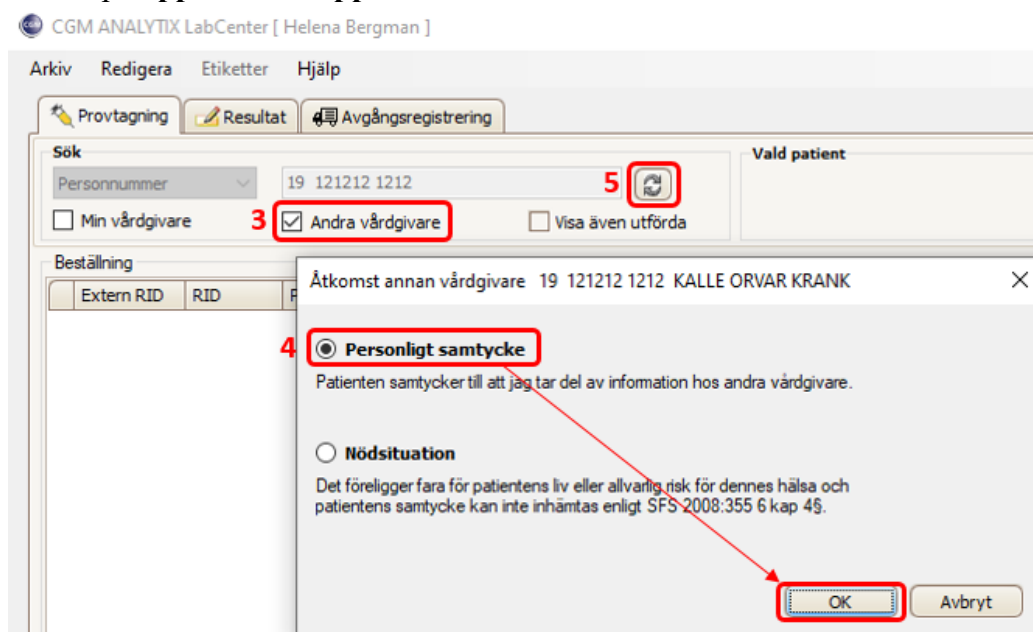 CGM ANALYTIX LabCenter [ Helena Bergman ]
Arkiv Redigera Etiketter Hjälp
Provtagning Resultat Avgångsregistrering
Sök Vald patient
Personnummer 19 121212 1212 5
Min vårdgivare 3 Andra vårdgivare Visa även utförda
Beställning
Extern RID RID
Åtkomst annan vårdgivare 19 121212 1212 KALLE ORVAR KRANK
4 Personligt samtycke
Patienten samtycker till att jag tar del av information hos andra vårdgivare.
Nödsituation
Det föreligger fara för patientens liv eller allvarlig risk för dennes hälsa och
patientens samtycke kan inte inhämtas enligt SFS 2008:355 6 kap 4§.
OK Avbryt